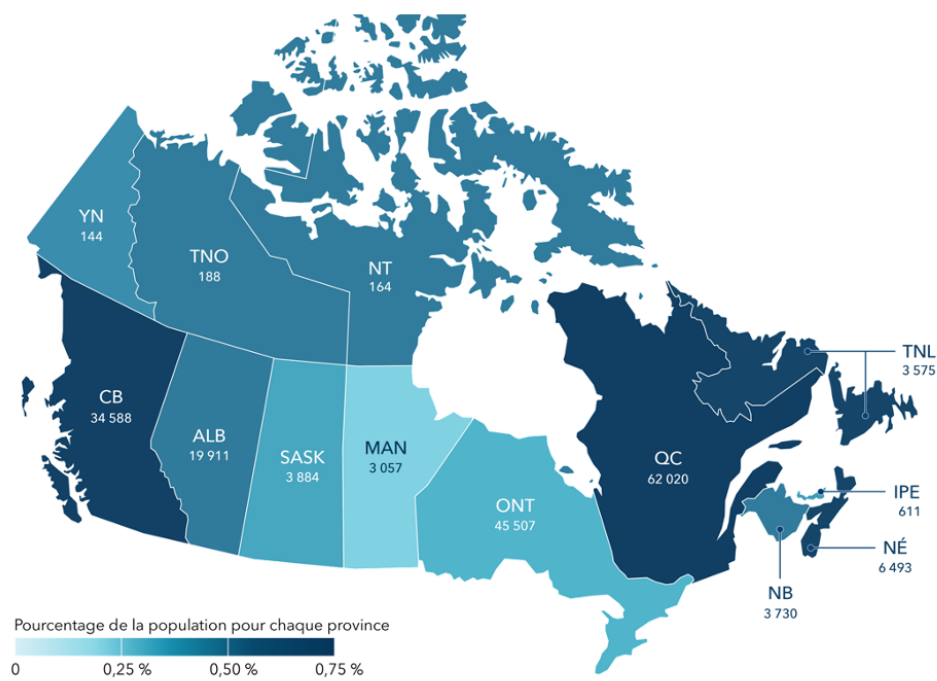 YN
144
TNO
188
NT
164
CB
34 588
ALB
19 911
SASK
3 884
MAN
3 057
ONT
45 507
QC
62 020
TNL
3 575
IPE
611
NÉ
6 493
NB
3 730
Pourcentage de la population pour chaque province
0 0,25 % 0,50 % 0,75 %